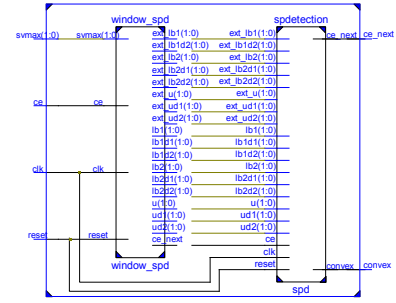 window_spd
spdetection
svmax(1:0) svmax(1:0) ext_lb1(1:0) ext_lb1(1:0) ce_next ce_next
ext_lb1d2(1:0) ext_lb1d2(1:0)
ext_lb2(1:0) ext_lb2(1:0)
ext_lb2d1(1:0) ext_lb2d1(1:0)
ext_lb2d2(1:0) ext_lb2d2(1:0)
ext_u(1:0) ext_u(1:0)
ce ce ext_ud1(1:0) ext_ud1(1:0)
ext_ud2(1:0) ext_ud2(1:0)
lb1(1:0) lb1(1:0)
lb1d1(1:0) lb1d1(1:0)
lb1d2(1:0) lb1d2(1:0)
clk clk lb2(1:0) lb2(1:0)
lb2d1(1:0) lb2d1(1:0)
lb2d2(1:0) lb2d2(1:0)
u(1:0) u(1:0)
ud1(1:0) ud1(1:0)
ud2(1:0) ud2(1:0)
reset reset ce_next ce
clk
reset convex convex
window_spd
spd